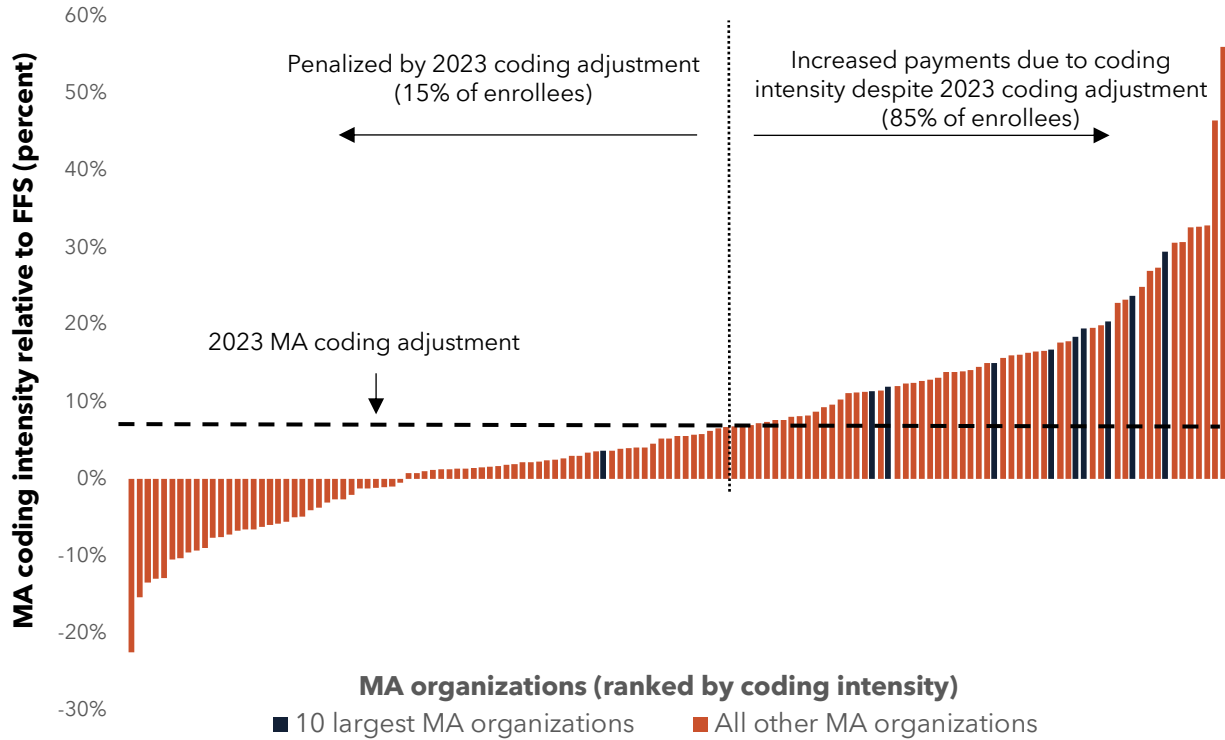 60%
50%
40%
30%
20%
10%
0%
-10%
-20%
-30%
MA coding intensity relative to FFS (percent)
Penalized by 2023 coding adjustment
(15% of enrollees)
Increased payments due to coding
intensity despite 2023 coding adjustment
(85% of enrollees)
2023 MA coding adjustment
MA organizations (ranked by coding intensity)
10 largest MA organizations
All other MA organizations